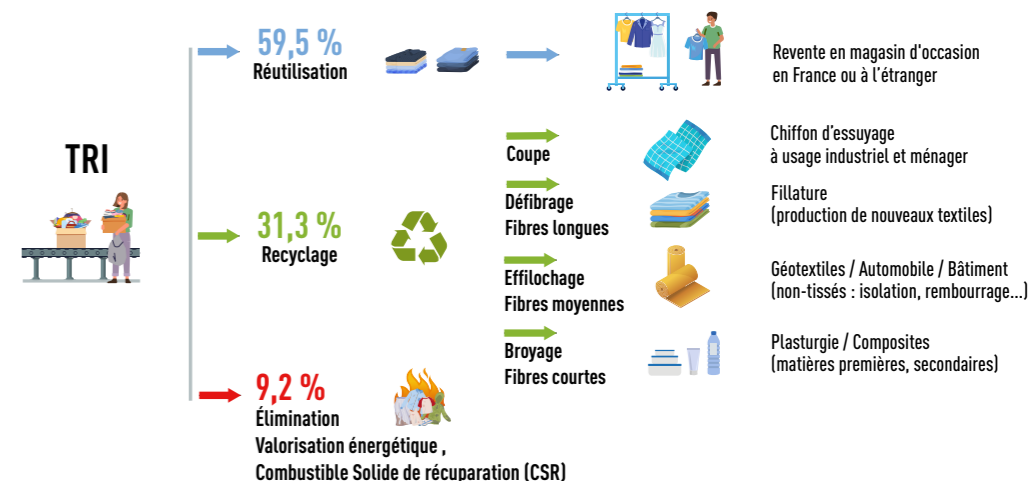 TRI
59,5 %
Réutilisation
Revente en magasin d'occasion
en France ou à l'étranger
31,3 %
Recyclage
Coupe
Chiffon d'essuyage
à usage industriel et ménager
Défibrage
Fibres longues
Fillature
(production de nouveaux textiles)
Effilochage
Fibres moyennes
Géotextiles / Automobile / Bâtiment
(non-tissés : isolation, rembourrage...)
Broyage
Fibres courtes
Plasturgie / Composites
(matières premières, secondaires)
9,2 %
Élimination
Valorisation énergétique ,
Combustible Solide de récuparation (CSR)